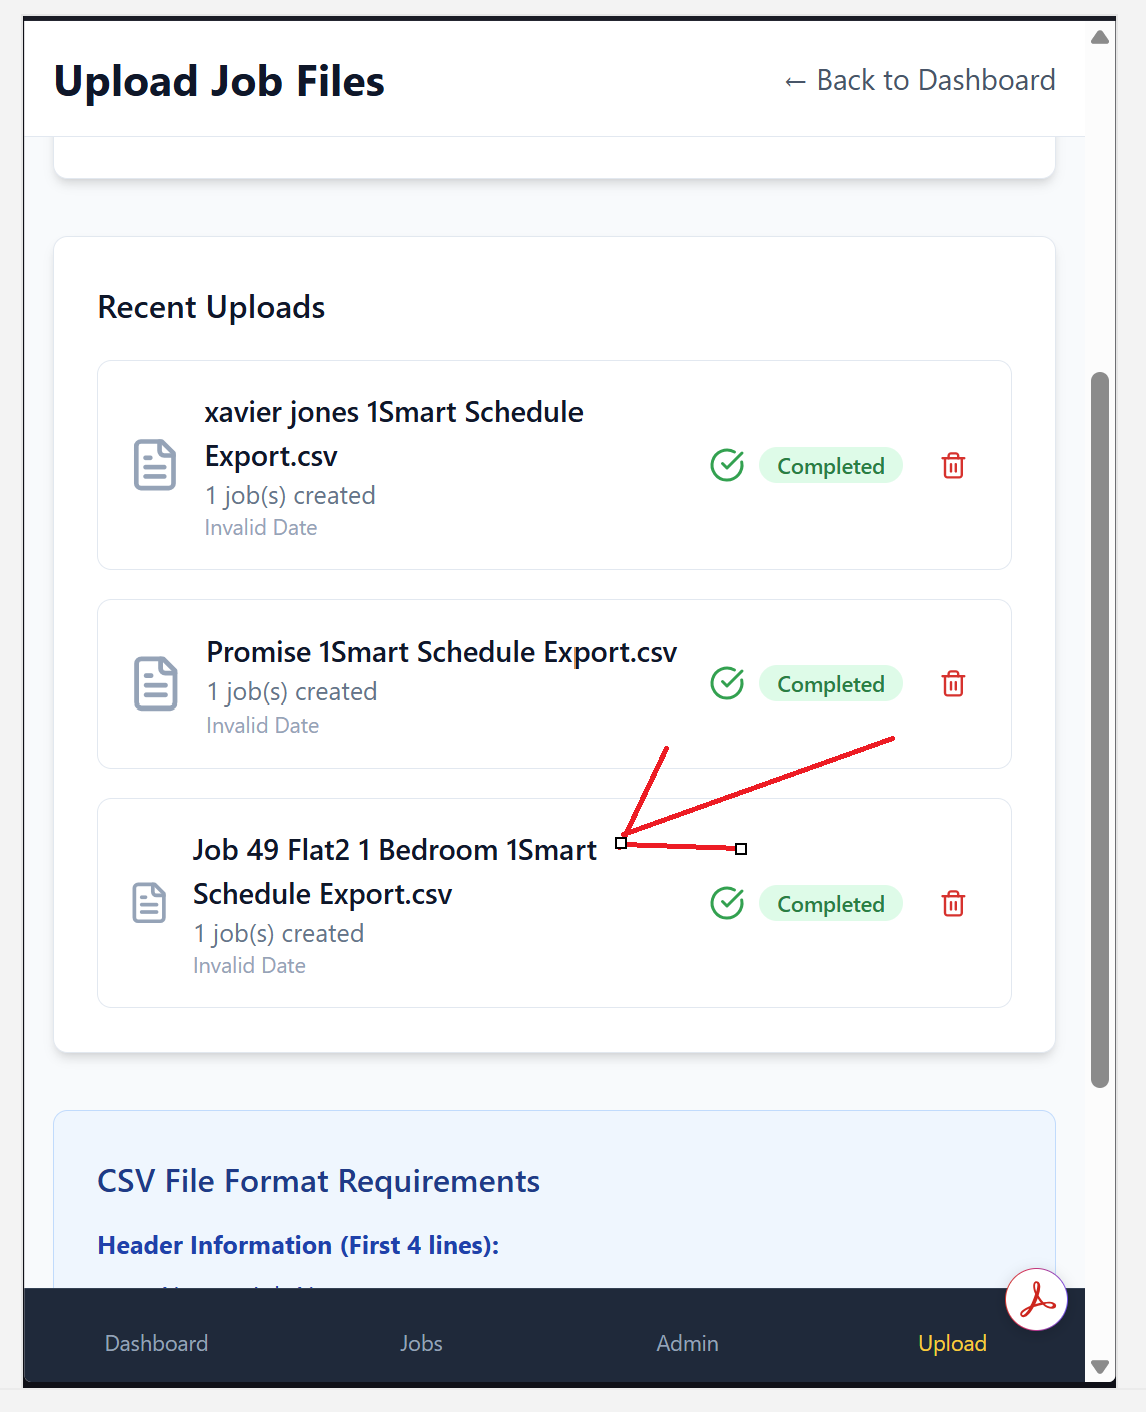 Upload Job Files
← Back to Dashboard
Recent Uploads
xavier jones 1Smart Schedule
Export.csv
1 job(s) created
Invalid Date
Completed
Promise 1Smart Schedule Export.csv
1 job(s) created
Invalid Date
Completed
Job 49 Flat2 1 Bedroom 1Smart
Schedule Export.csv
1 job(s) created
Invalid Date
Completed
CSV File Format Requirements
Header Information (First 4 lines):
Dashboard
Jobs
Admin
Upload